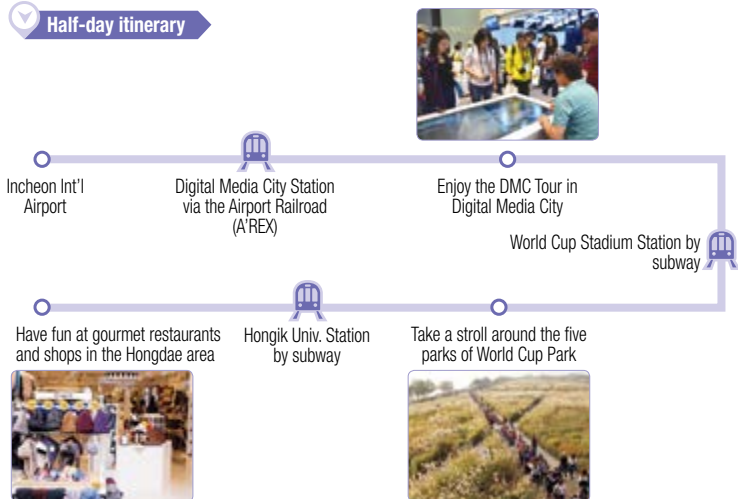 Half-day itinerary
Incheon Int'l
Airport
Digital Media City Station
via the Airport Railroad
(A'REX)
Enjoy the DMC Tour in
Digital Media City
World Cup Stadium Station by
subway
Take a stroll around the five
parks of World Cup Park
Hongik Univ. Station
by subway
Have fun at gourmet restaurants
and shops in the Hongdae area